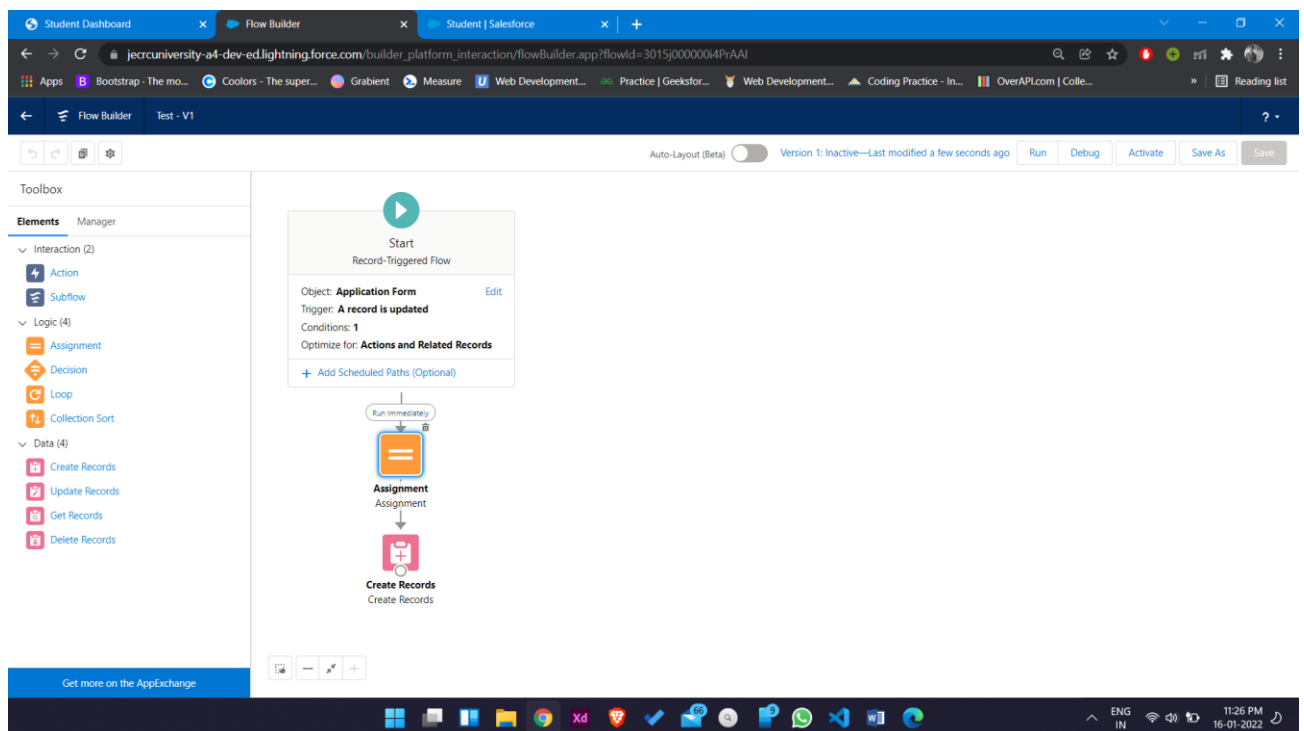 Student Dashboard
Flow Builder
Student | Salesforce
jecrcuniversity-a4-dev-ed.lightning.force.com/builder_platform_interaction/flowBuilder.app?flowId=3015j000000i4PrAAI
Apps
B Bootstrap - The mo...
Coolors - The super...
Grabient
Measure
U Web Development...
Practice | Geeksfor...
Web Development...
Coding Practice - In...
OverAPI.com | Colle...
»
Reading list
Flow Builder
Test - V1
?
Auto-Layout (Beta)
Version 1: Inactive—Last modified a few seconds ago
Run
Debug
Activate
Save As
Save
Toolbox
Elements
Manager
Interaction (2)
Action
Subflow
Logic (4)
Assignment
Decision
Loop
Collection Sort
Data (4)
Create Records
Update Records
Get Records
Delete Records
Get more on the AppExchange
Start
Record-Triggered Flow
Object: Application Form
Edit
Trigger: A record is updated
Conditions: 1
Optimize for: Actions and Related Records
+ Add Scheduled Paths (Optional)
Run Immediately
Assignment
Assignment
Create Records
Create Records
Xd
66
9
ENG
IN
11:26 PM
16-01-2022